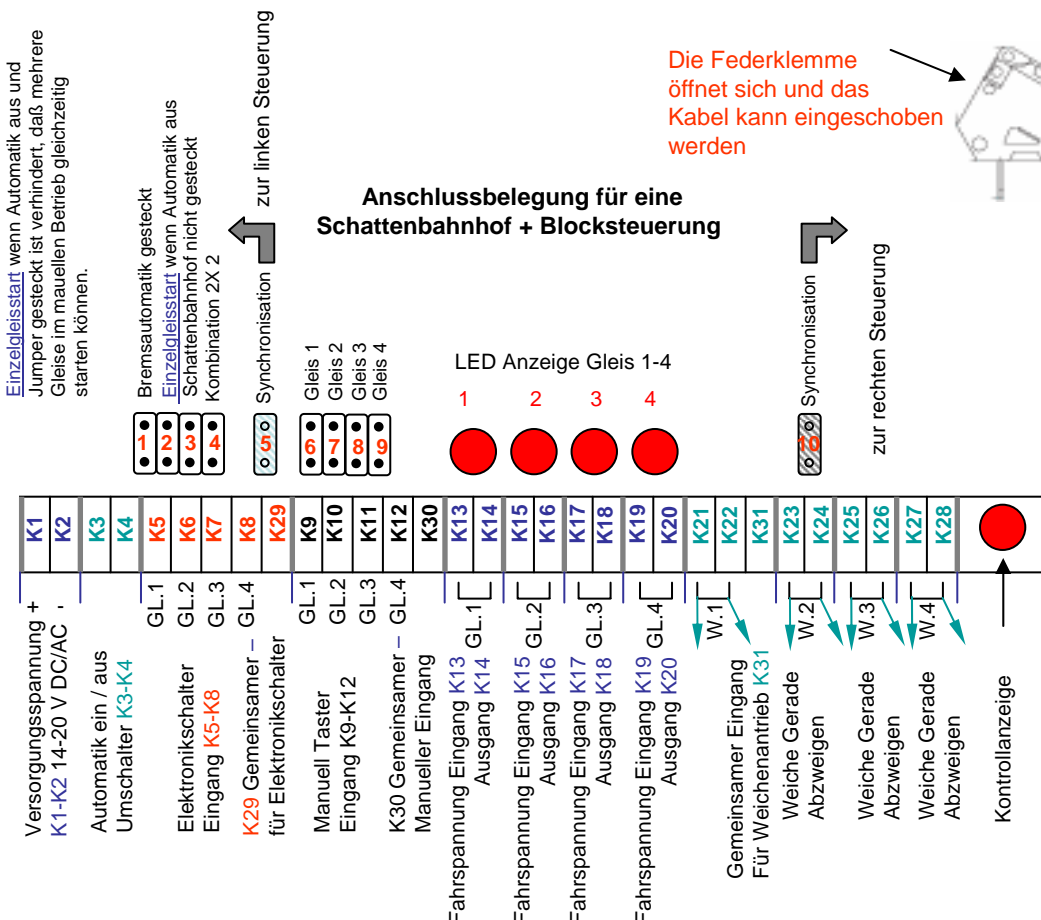 Einzelgleisstart wenn Automatik aus und
Jumper gesteckt ist verhindert, daß mehrere
Gleise im mauellen Betrieb gleichzeitig
starten können.
Bremsautomatik gesteckt
Einzelgleisstart wenn Automatik aus
Schattenbahnhof nicht gesteckt
Kombination 2X 2
zur linken Steuerung
Synchronisation
Die Federklemme
öffnet sich und das
Kabel kann eingeschoben
werden
Anschlussbelegung für eine
Schattenbahnhof + Blocksteuerung
Gleis 1
Gleis 2
Gleis 3
Gleis 4
LED Anzeige Gleis 1-4
1 2 3 4
Synchronisation
zur rechten Steuerung
1 2 3 4 5 6 7 8 9 10
K1 K2 K3 K4 K5 K6 K7 K8 K29 K9 K10 K11 K12 K30 K13 K14 K15 K16 K17 K18 K19 K20 K21 K22 K31 K23 K24 K25 K26 K27 K28
GL.1 GL.2 GL.3 GL.4 GL.1 GL.2 GL.3 GL.4 GL.1 GL.2 GL.3 GL.4 W.1 W.2 W.3 W.4
Versorgungsspannung +
K1-K2 14-20 V DC/AC -
Automatik ein / aus
Umschalter K3-K4
Elektronikschalter
Eingang K5-K8
K29 Gemeinsamer –
für Elektronikschalter
Manuell Taster
Eingang K9-K12
K30 Gemeinsamer –
Manueller Eingang
Fahrspannung Eingang K13
Ausgang K14
Fahrspannung Eingang K15
Ausgang K16
Fahrspannung Eingang K17
Ausgang K18
Fahrspannung Eingang K19
Ausgang K20
Gemeinsamer Eingang
Für Weichenantrieb K31
Weiche Gerade
Abzweigen
Weiche Gerade
Abzweigen
Weiche Gerade
Abzweigen
Kontrollanzeige